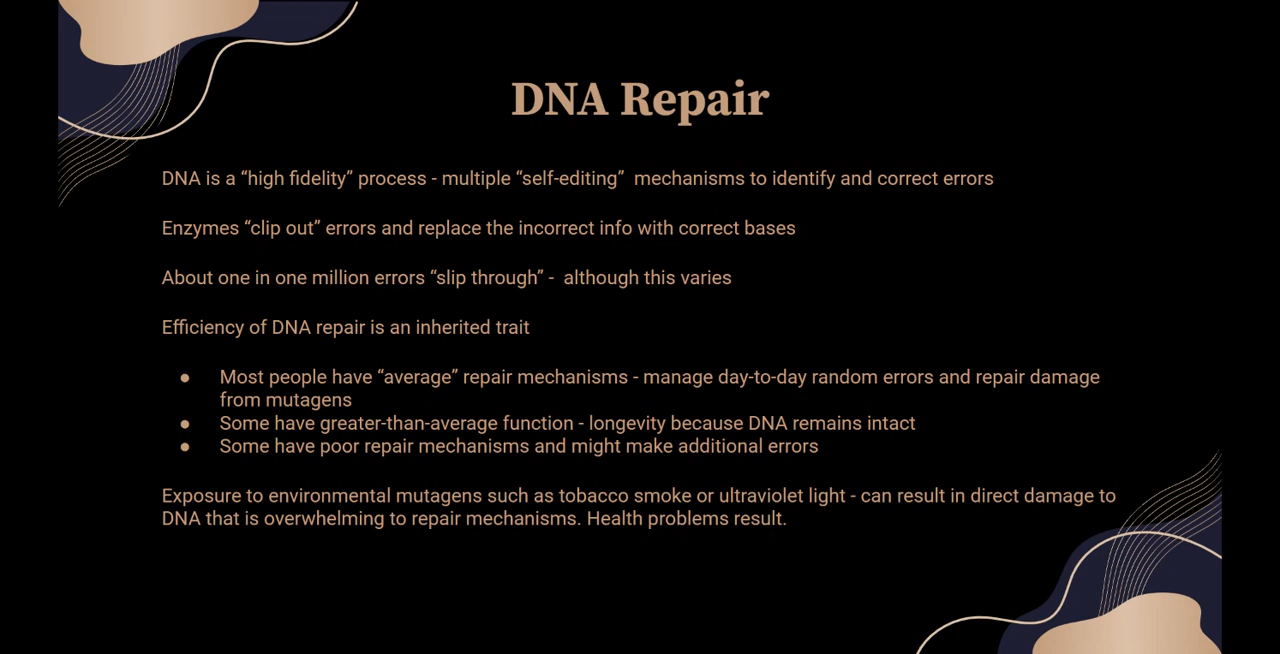 DNA Repair
DNA is a “high fidelity” process - multiple “self-editing”  mechanisms to identify and correct errors
Enzymes “clip out” errors and replace the incorrect info with correct bases
About one in one million errors “slip through” -  although this varies
Efficiency of DNA repair is an inherited trait
● Most people have “average” repair mechanisms - manage day-to-day random errors and repair damage
from mutagens
● Some have greater-than-average function - longevity because DNA remains intact
● Some have poor repair mechanisms and might make additional errors
Exposure to environmental mutagens such as tobacco smoke or ultraviolet light - can result in direct damage to
DNA that is overwhelming to repair mechanisms. Health problems result.